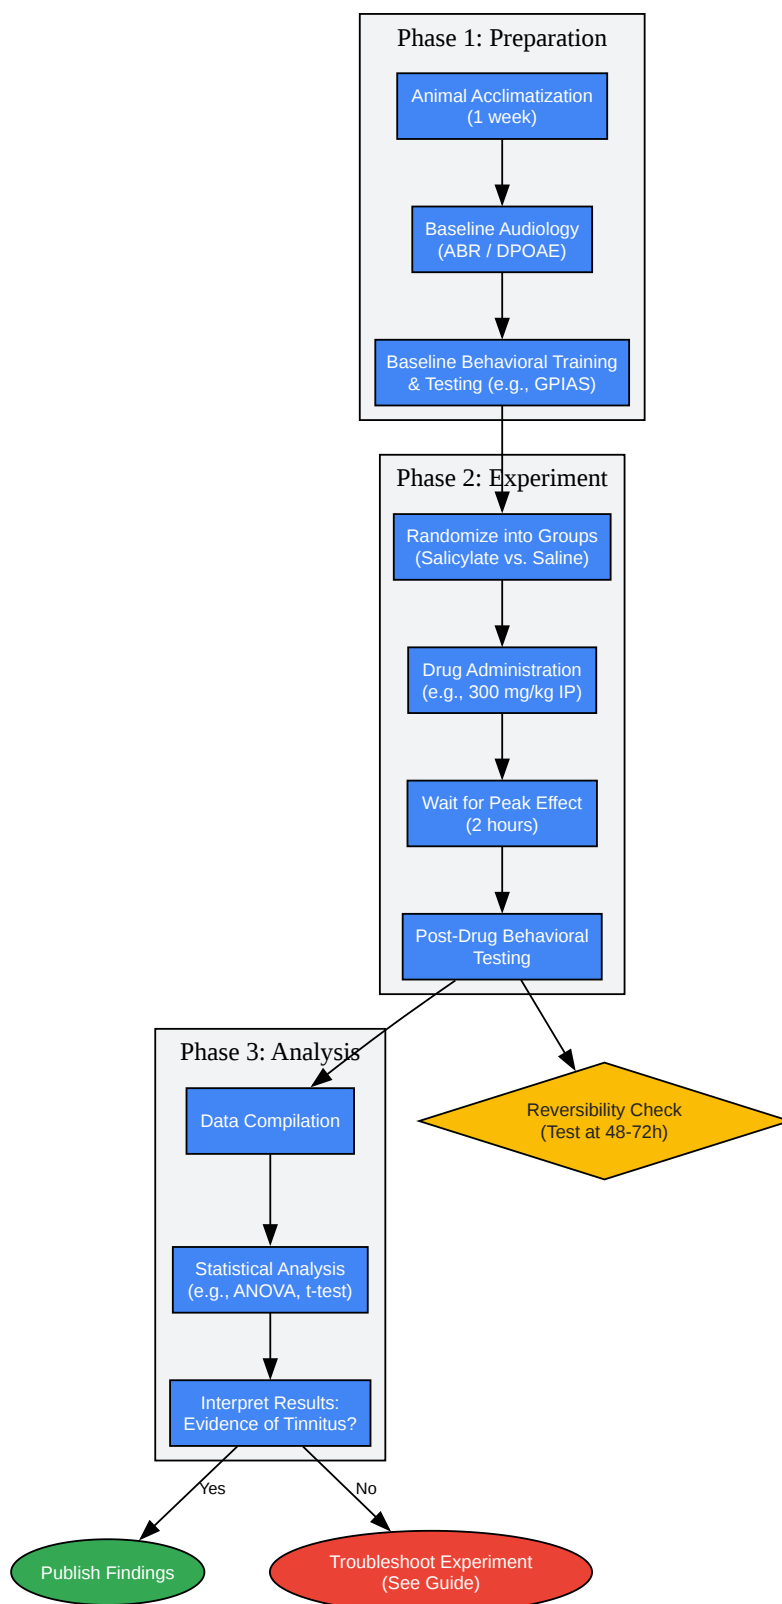 Phase 1: Preparation
Animal Acclimatization
(1 week)
Baseline Audiology
(ABR / DPOAE)
Baseline Behavioral Training
& Testing (e.g., GPIAS)
Phase 2: Experiment
Randomize into Groups
(Salicylate vs. Saline)
Drug Administration
(e.g., 300 mg/kg IP)
Wait for Peak Effect
(2 hours)
Post-Drug Behavioral
Testing
Phase 3: Analysis
Data Compilation
Reversibility Check
(Test at 48-72h)
Statistical Analysis
(e.g., ANOVA, t-test)
Interpret Results:
Evidence of Tinnitus?
Yes
No
Publish Findings
Troubleshoot Experiment
(See Guide)